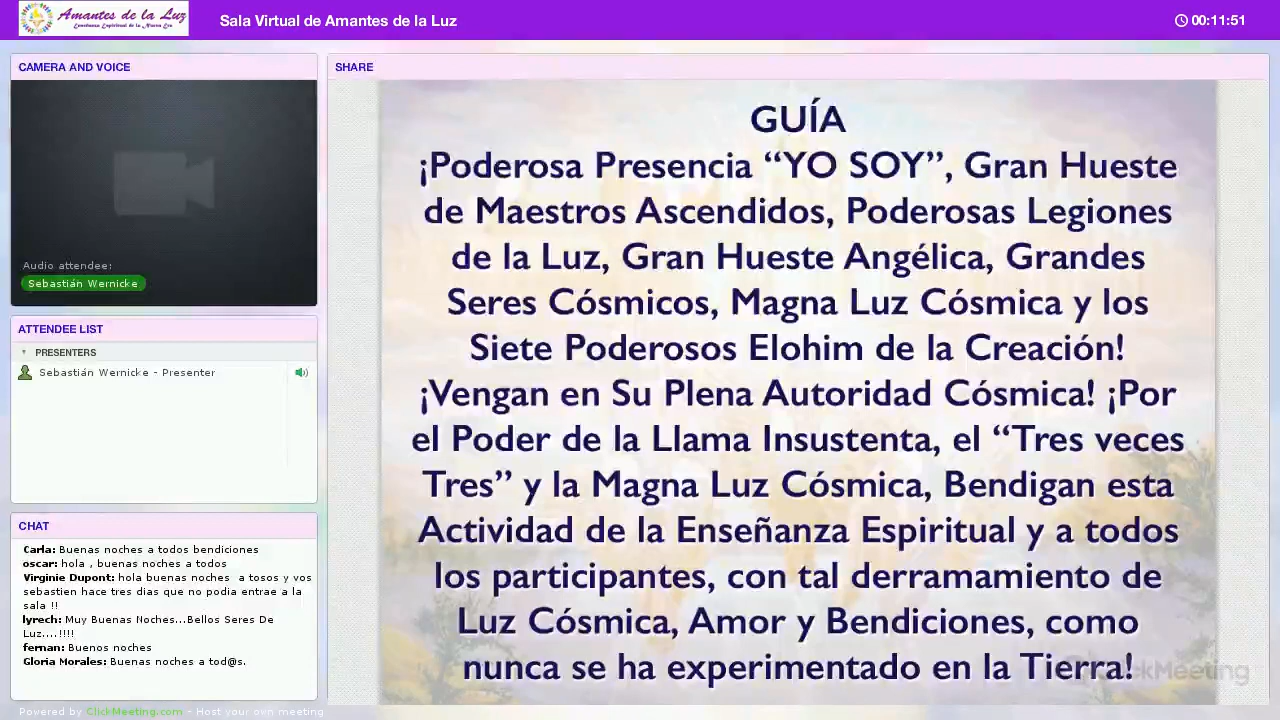 Amantes de la Luz
Enseñanza Espiritual de la Nueva Era
Sala Virtual de Amantes de la Luz
00:11:51
CAMERA AND VOICE
Audio attendee:
Sebastián Wernicke
ATTENDEE LIST
PRESENTERS
Sebastián Wernicke - Presenter
CHAT
Carla: Buenas noches a todos bendiciones
oscar: hola , buenas noches a todos
Virginie Dupont: hola buenas noches a tosos y vos
sebastien hace tres dias que no podia entrae a la
sala !!
lyrech: Muy Buenas Noches...Bellos Seres De
Luz....!!!!
fernan: Buenos noches
Gloria Morales: Buenas noches a tod@s.
SHARE
GUÍA
¡Poderosa Presencia “YO SOY”, Gran Hueste
de Maestros Ascendidos, Poderosas Legiones
de la Luz, Gran Hueste Angélica, Grandes
Seres Cósmicos, Magna Luz Cósmica y los
Siete Poderosos Elohim de la Creación!
¡Vengan en Su Plena Autoridad Cósmica! ¡Por
el Poder de la Llama Insustenta, el “Tres veces
Tres” y la Magna Luz Cósmica, Bendigan esta
Actividad de la Enseñanza Espiritual y a todos
los participantes, con tal derramamiento de
Luz Cósmica, Amor y Bendiciones, como
nunca se ha experimentado en la Tierra!
ClickMeeting
Powered by ClickMeeting.com - Host your own meeting